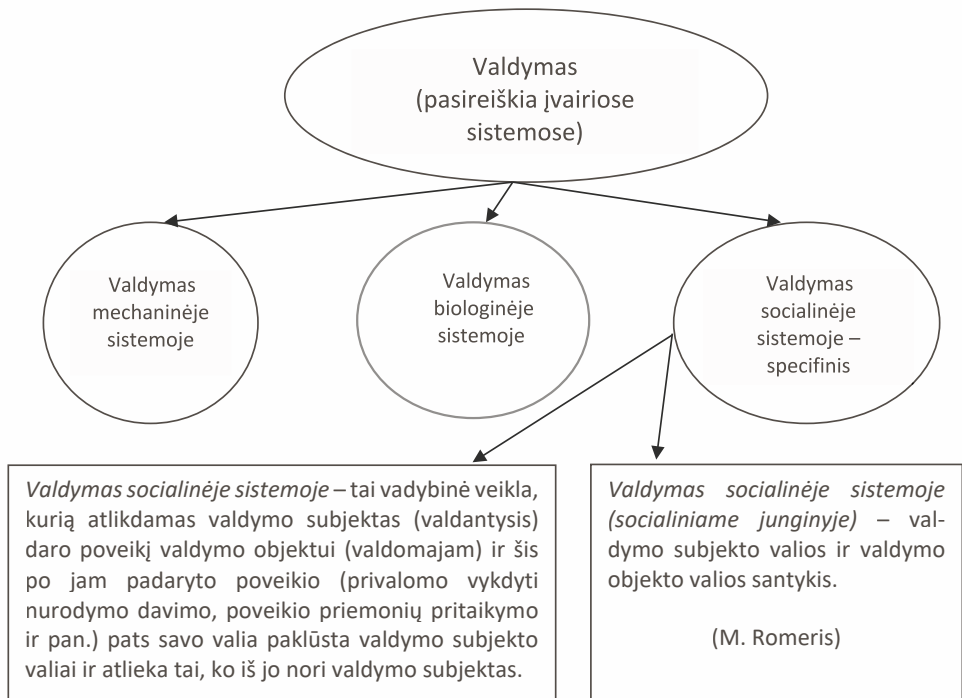 Valdymas
(pasireiškia įvairiose
sistemose)
Valdymas
mechaninėje
sistemoje
Valdymas
biologinėje
sistemoje
Valdymas
socialinėje
sistemoje –
specifinis
Valdymas socialinėje sistemoje – tai vadybinė veikla,
kurią atlikdamas valdymo subjektas (valdantysis)
daro poveikį valdymo objektui (valdomajam) ir šis
po jam padaryto poveikio (privalomo vykdyti
nurodymo davimo, poveikio priemonių pritaikymo
ir pan.) pats savo valia paklūsta valdymo subjekto
valiai ir atlieka tai, ko iš jo nori valdymo subjektas.
Valdymas socialinėje sistemoje
(socialiniame junginyje) – val-
dymo subjekto valios ir valdymo
objekto valios santykis.
(M. Romeris)